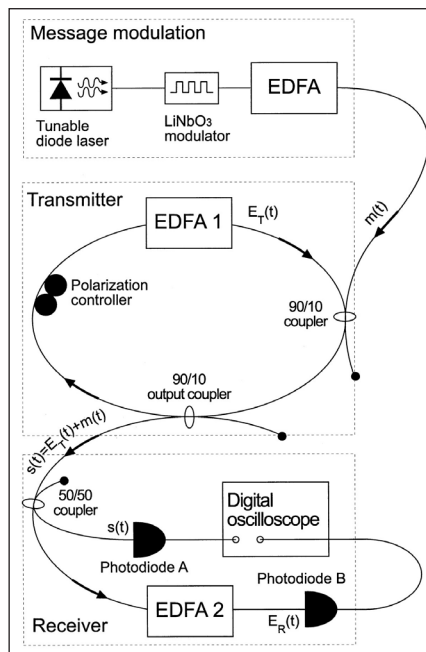 Message modulation
Tunable
diode laser
LiNbO3
modulator
EDFA
m(t)
Transmitter
EDFA 1
E_T(t)
Polarization
controller
90/10
coupler
90/10
output coupler
s(t)=E_T(t)+m(t)
50/50
coupler
s(t)
Photodiode A
Digital
oscilloscope
Photodiode B
EDFA 2
E_R(t)
Receiver